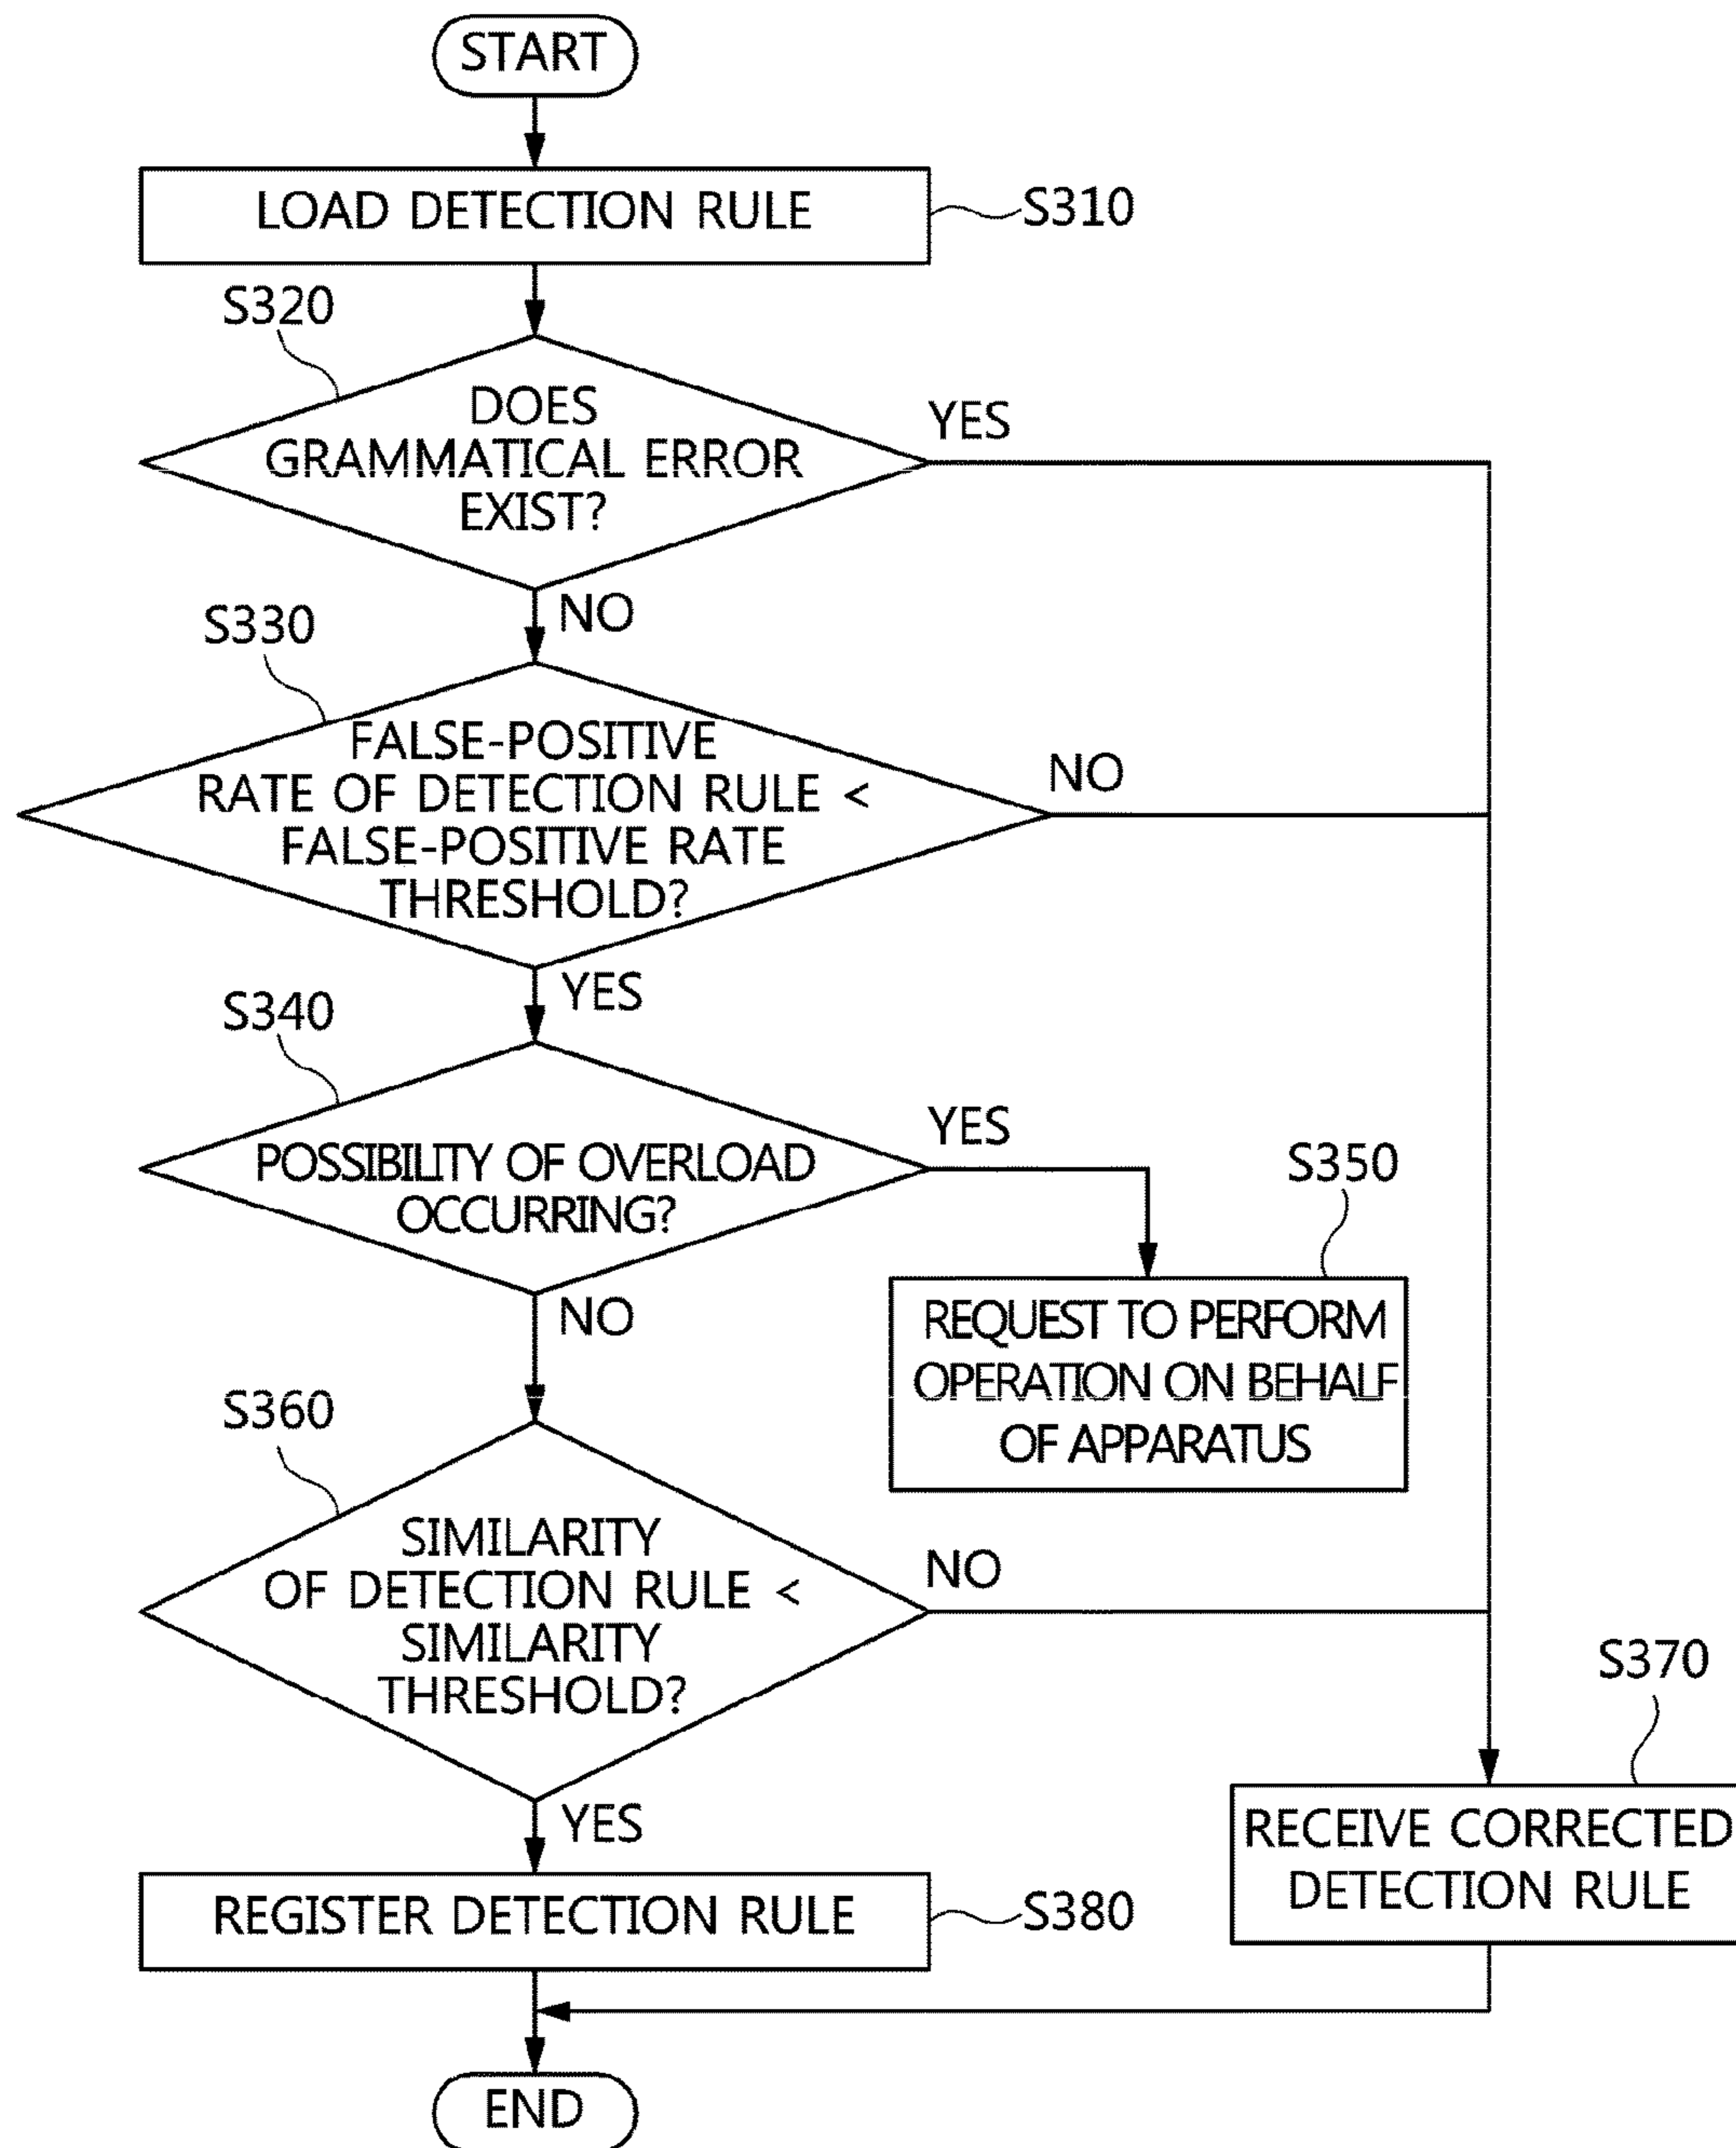 START
LOAD DETECTION RULE
S310
S320
DOES
GRAMMATICAL ERROR
EXIST?
YES
NO
S330
FALSE-POSITIVE
RATE OF DETECTION RULE <
FALSE-POSITIVE RATE
THRESHOLD?
NO
YES
S340
POSSIBILITY OF OVERLOAD
OCCURRING?
YES
NO
S350
REQUEST TO PERFORM
OPERATION ON BEHALF
OF APPARATUS
S360
SIMILARITY
OF DETECTION RULE <
SIMILARITY
THRESHOLD?
NO
YES
S370
RECEIVE CORRECTED
DETECTION RULE
REGISTER DETECTION RULE
S380
END